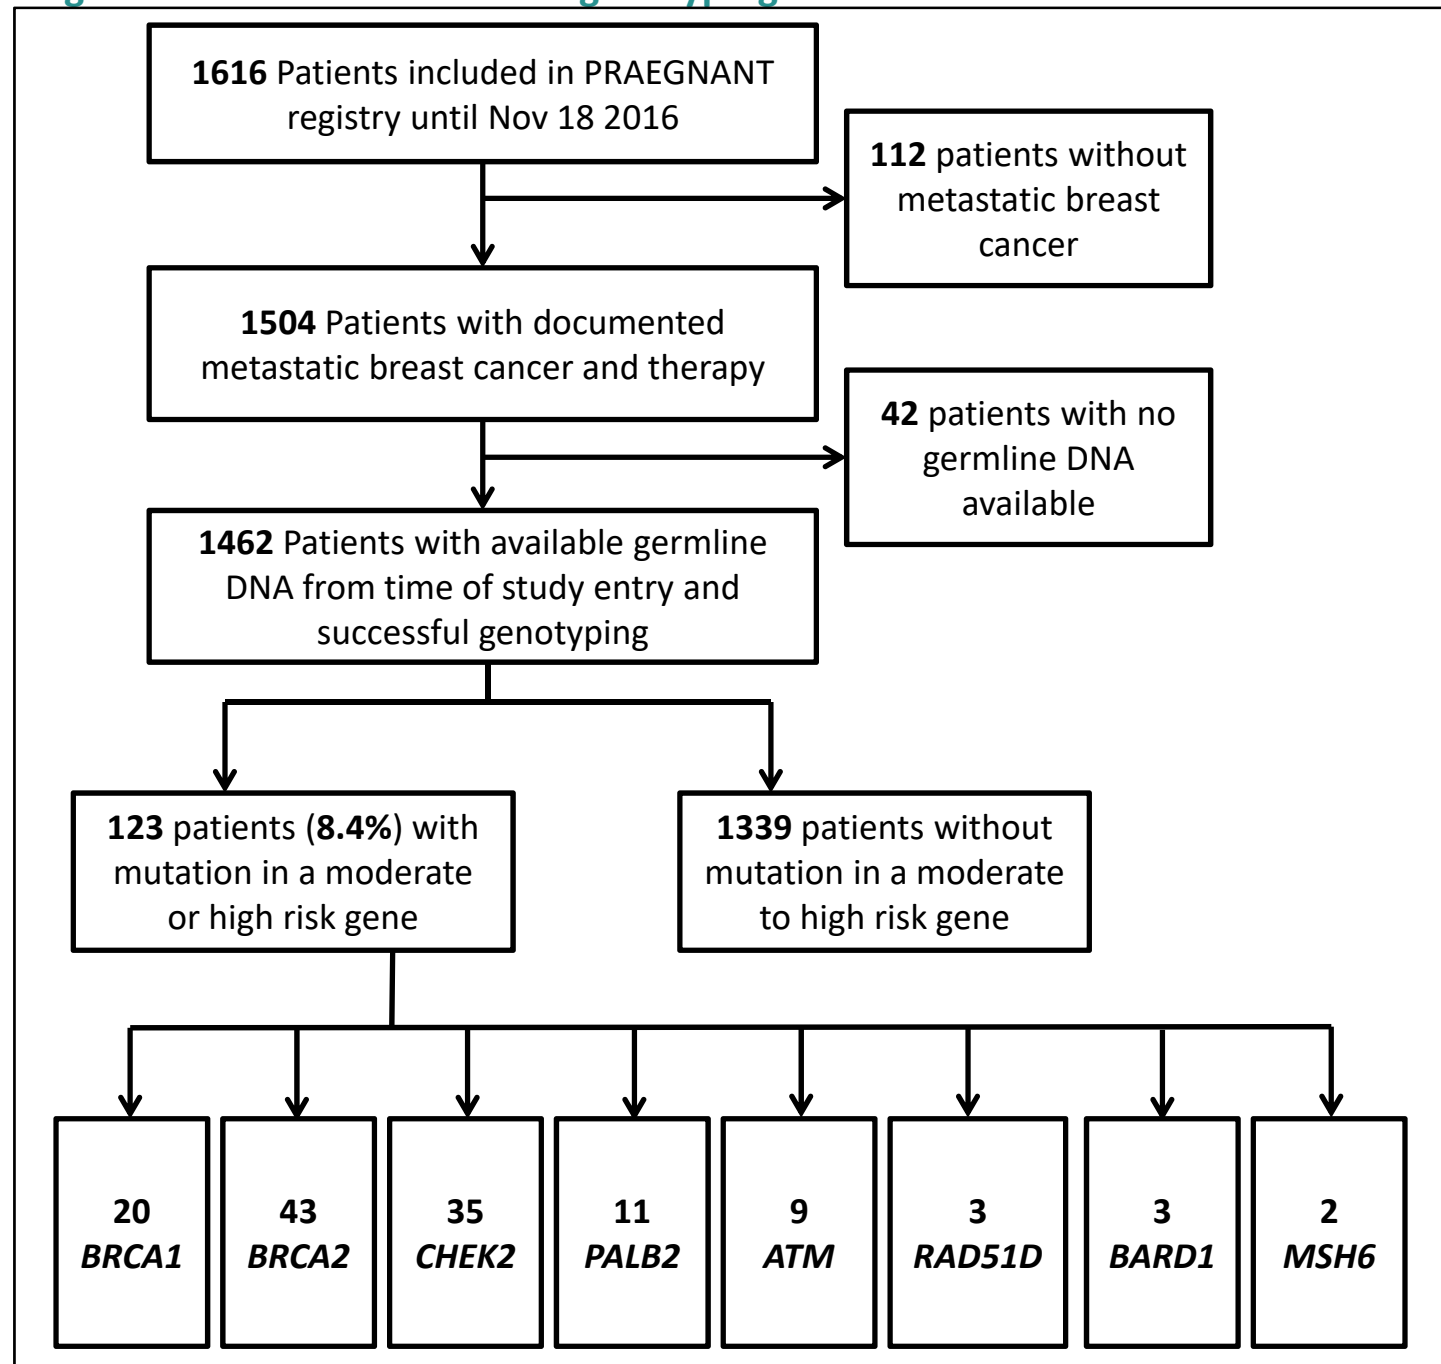 1616 Patients included in PRAEGNANT
registry until Nov 18 2016
112 patients without
metastatic breast
cancer
1504 Patients with documented
metastatic breast cancer and therapy
42 patients with no
germline DNA
available
1462 Patients with available germline
DNA from time of study entry and
successful genotyping
123 patients (8.4%) with
mutation in a moderate
or high risk gene
1339 patients without
mutation in a moderate
to high risk gene
20
BRCA1
43
BRCA2
35
CHEK2
11
PALB2
9
ATM
3
RAD51D
3
BARD1
2
MSH6